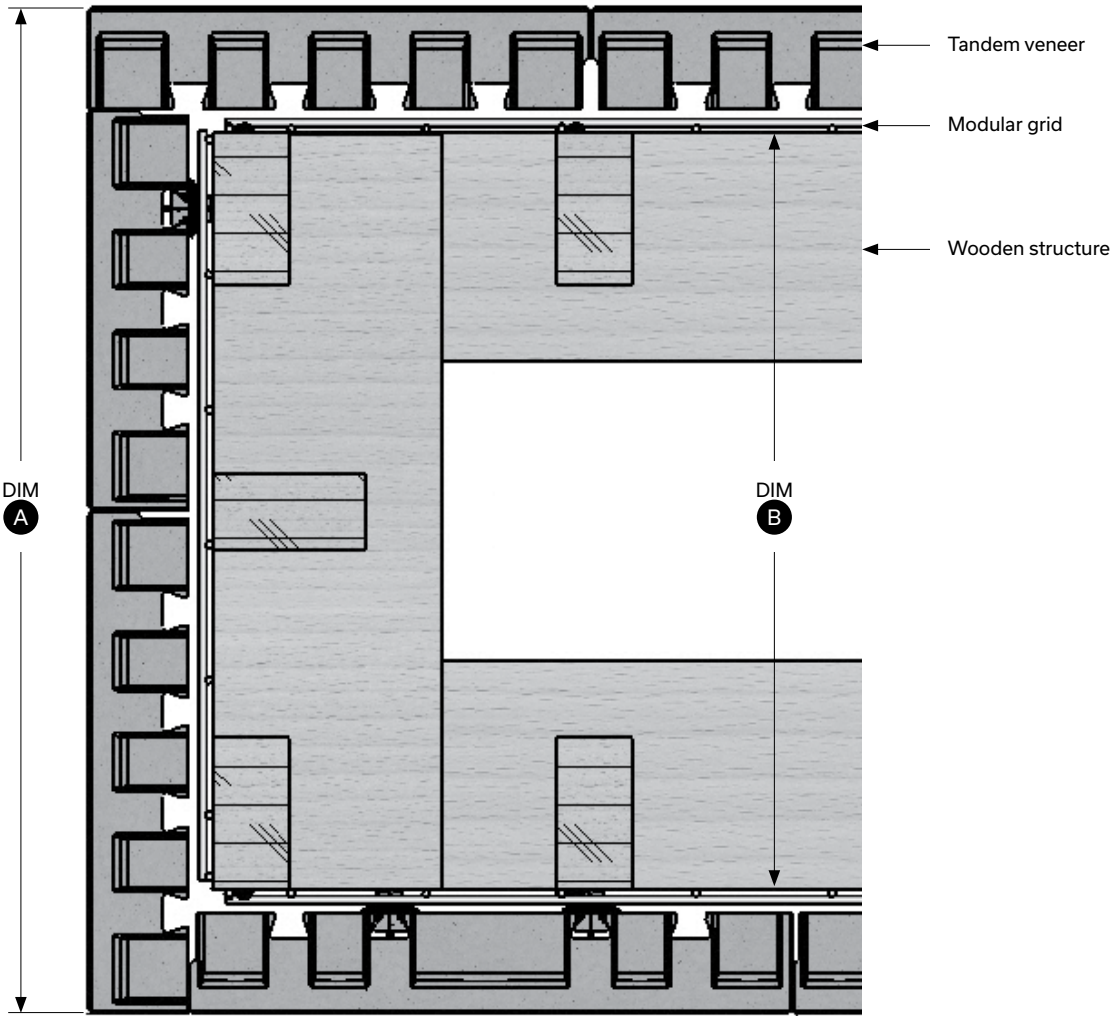 Tandem veneer
Modular grid
Wooden structure
DIM
A
DIM
B